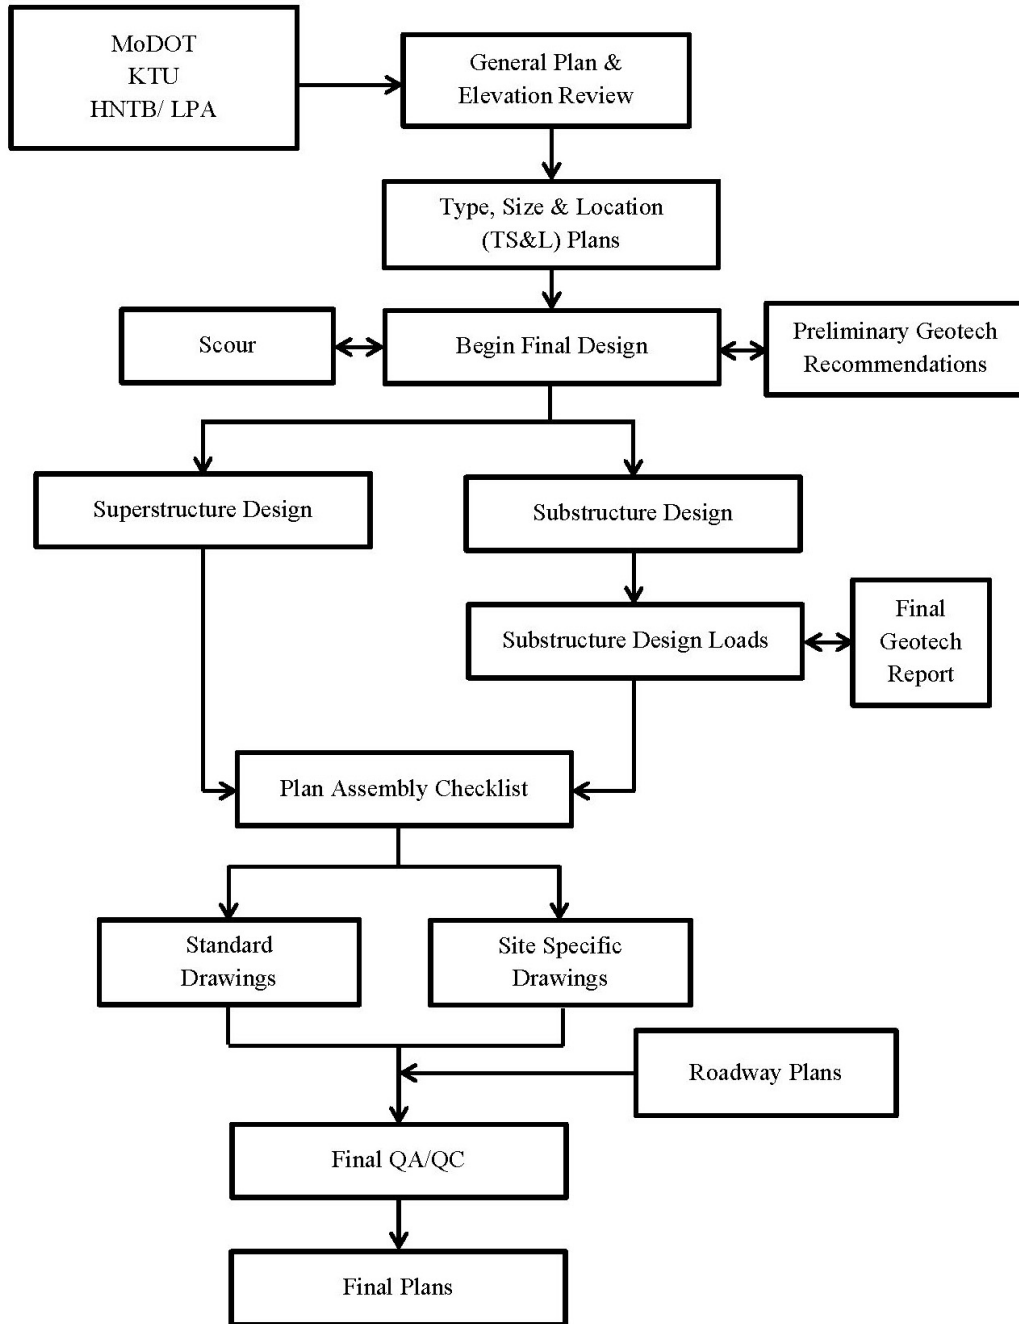 MoDOT
KTU
HNTB/ LPA
General Plan &
Elevation Review
Type, Size & Location
(TS&L) Plans
Scour
Begin Final Design
Preliminary Geotech
Recommendations
Superstructure Design
Substructure Design
Substructure Design Loads
Final
Geotech
Report
Plan Assembly Checklist
Standard
Drawings
Site Specific
Drawings
Roadway Plans
Final QA/QC
Final Plans